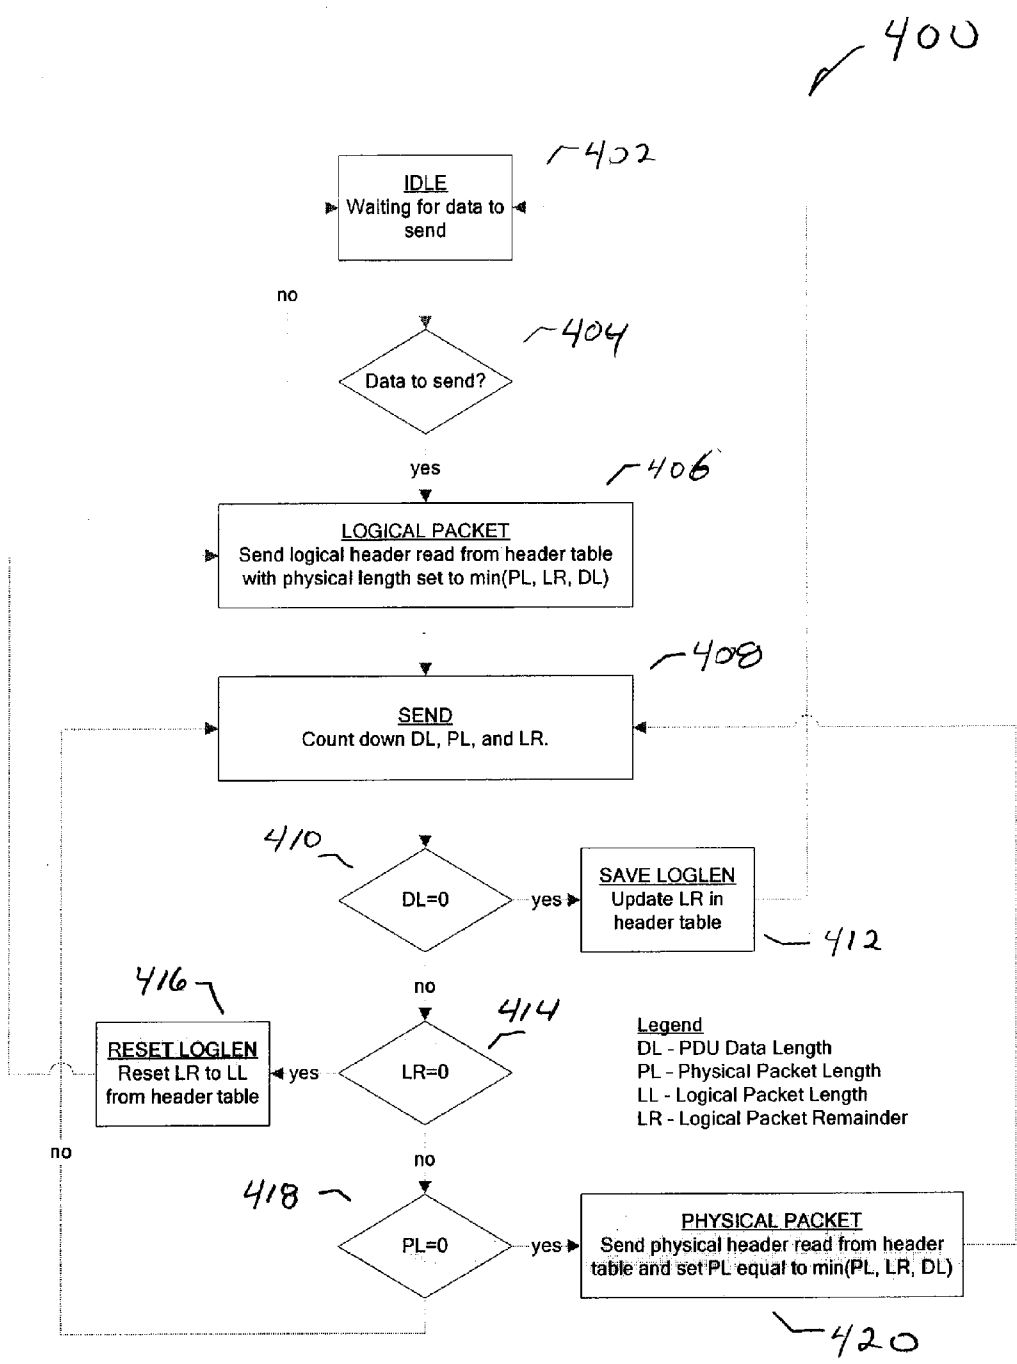 400
402
IDLE
Waiting for data to
send
no
404
Data to send?
yes
406
LOGICAL PACKET
Send logical header read from header table
with physical length set to min(PL, LR, DL)
408
SEND
Count down DL, PL, and LR.
410
DL=0
yes
SAVE LOGLEN
Update LR in
header table
412
no
416
414
RESET LOGLEN
Reset LR to LL
from header table
yes
LR=0
Legend
DL - PDU Data Length
PL - Physical Packet Length
LL - Logical Packet Length
LR - Logical Packet Remainder
no
no
418
PL=0
yes
PHYSICAL PACKET
Send physical header read from header
table and set PL equal to min(PL, LR, DL)
420